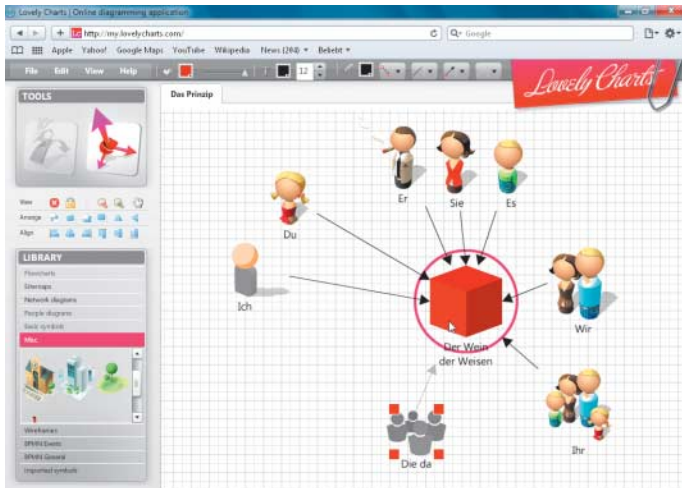 Lovely Charts | Online diagramming application
http://my.lovelycharts.com/
Google
Apple Yahoo! Google Maps YouTube Wikipedia News (204) Beliebt
File Edit View Help
12
Lovely Charts
TOOLS
Das Prinzip
Er
Sie
Es
Du
View
Arrange
Align
Ich
LIBRARY
Flowcharts
Sitemaps
Network diagrams
People diagrams
Basic symbols
Misc
Wir
Der Wein
der Weisen
Wireframes
BPMN Events
BPMN General
Imported symbols
Die da
Ihr